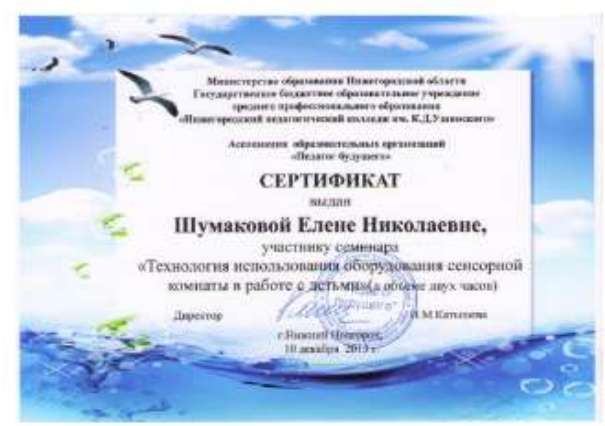 Министерство образования Нижегородской области
Государственное бюджетное образовательное учреждение
среднего профессионального образования
«Нижегородский педагогический колледж им. К.Д.Ушинского»
Ассоциация образовательных организаций
«Педагог будущего»
СЕРТИФИКАТ
выдан
Шумаковой Елене Николаевне,
участнику семинара
«Технология использования оборудования сенсорной
комнаты в работе с детьми»(в объеме двух часов)
Директор И.М.
г.Нижний Новгород,
10 декабря 2013 г.